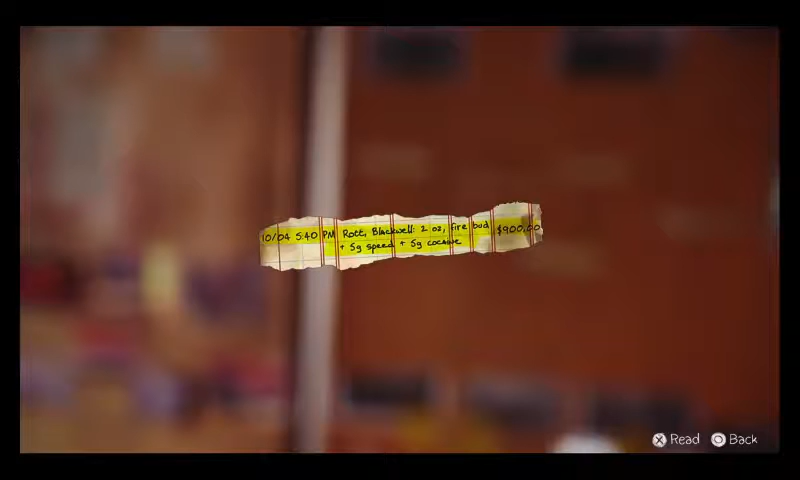 10/04 5:40 PM Rott, Blackwell: 2 oz, fire bud $900.00
+ 5g speed + 5g cocaine
Read Back